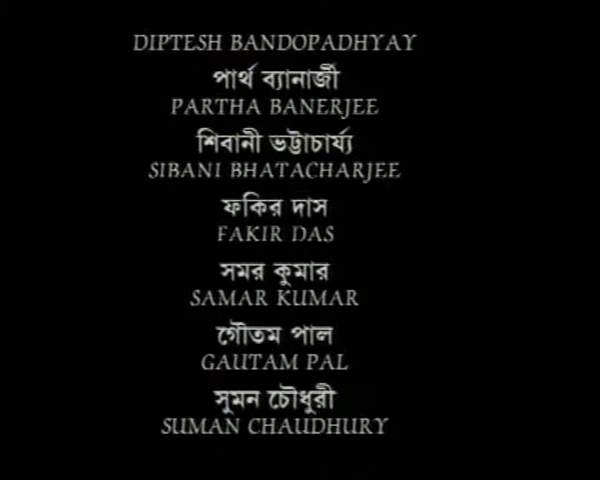 DIPTESH BANDOPADHYAY
পার্থ ব্যানার্জী
PARTHA BANERJEE
শিবানী ভট্টাচার্য্য
SIBANI BHATACHARJEE
ফকির দাস
FAKIR DAS
সমর কুমার
SAMAR KUMAR
গৌতম পাল
GAUTAM PAL
সুমন চৌধুরী
SUMAN CHAUDHURY